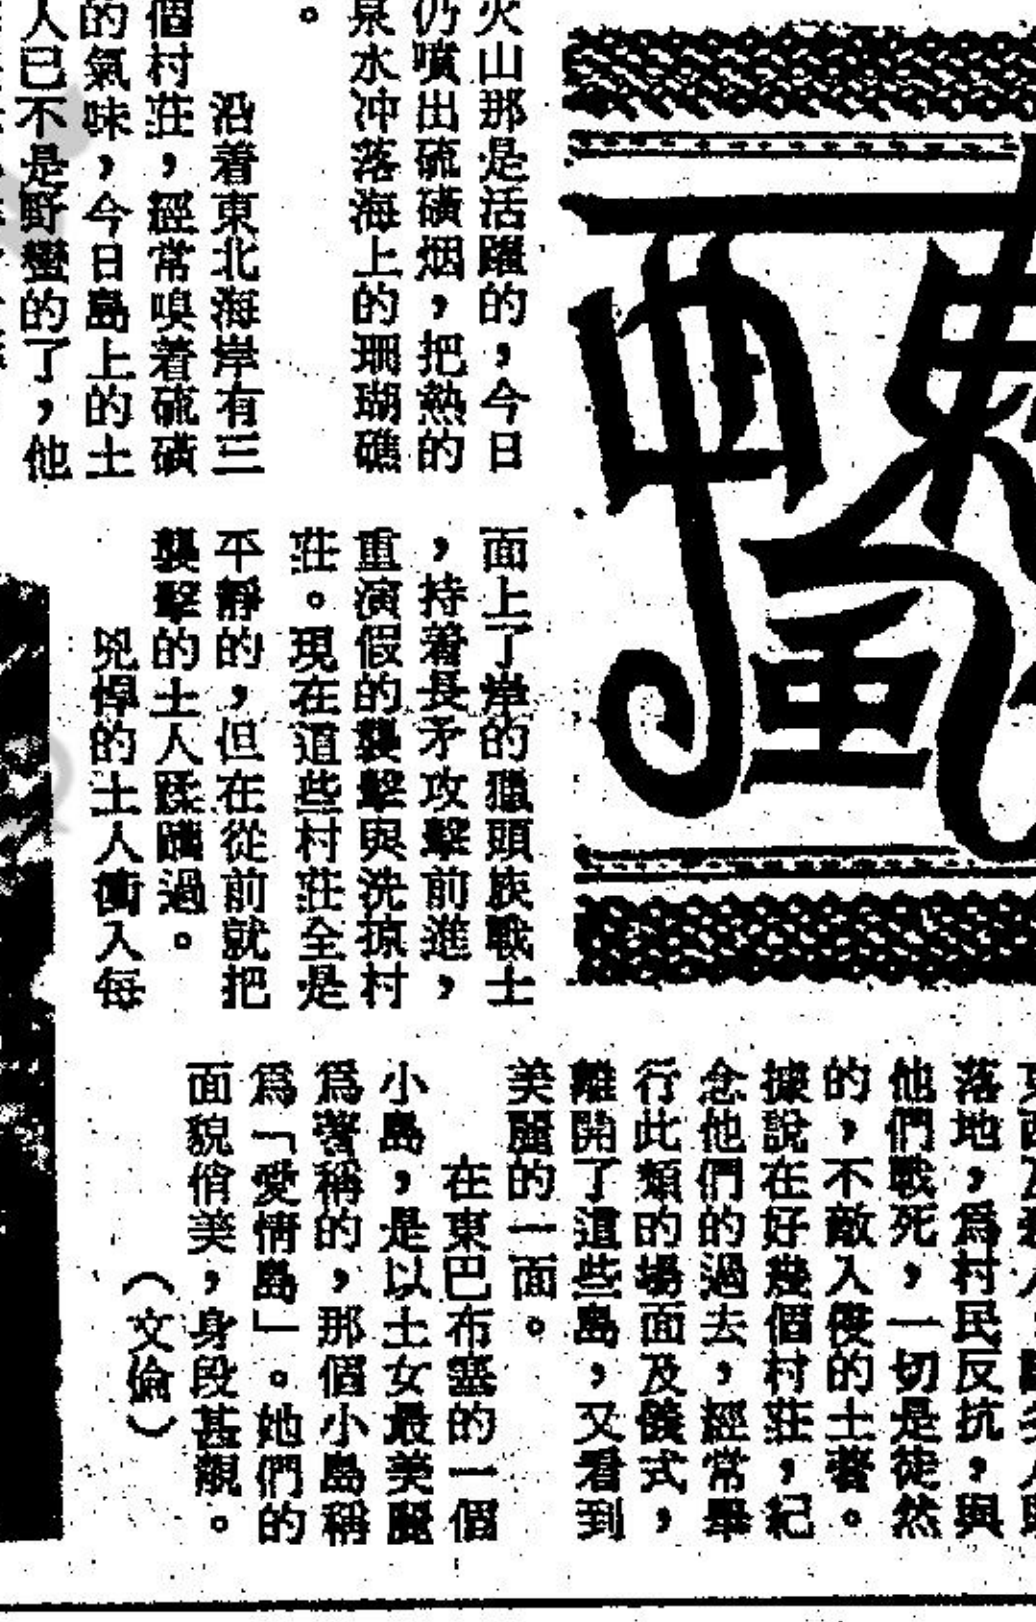 火山那是活躍的，今日
仍噴出硫磺烟，把熱的
泉水冲落海上的珊瑚礁
。
沿着東北海岸有三
個村莊，經常嗅着硫磺
的氣味，今日島上的土
人已不是野蠻的了，他
面上了岸的獵頭族戰士
，持着長矛攻擊前進，
重演假的襲擊與洗掠村
莊。現在這些村莊全是
平靜的，但在從前就把
襲擊的土人蹂躪過。
兇悍的土人衝入每
落地，爲村民反抗，與
他們戰死，一切是徒然
的，不敵入侵的土著。
據說在好幾個村莊，紀
念他們的過去，經常舉
行此類的場面及儀式，
離開了這些島，又看到
美麗的一面。
在東巴布塞的一個
小島，是以土女最美麗
爲著稱的，那個小島稱
爲「愛情島」。她們的
面貌俏美，身段甚靚。
（文倫）